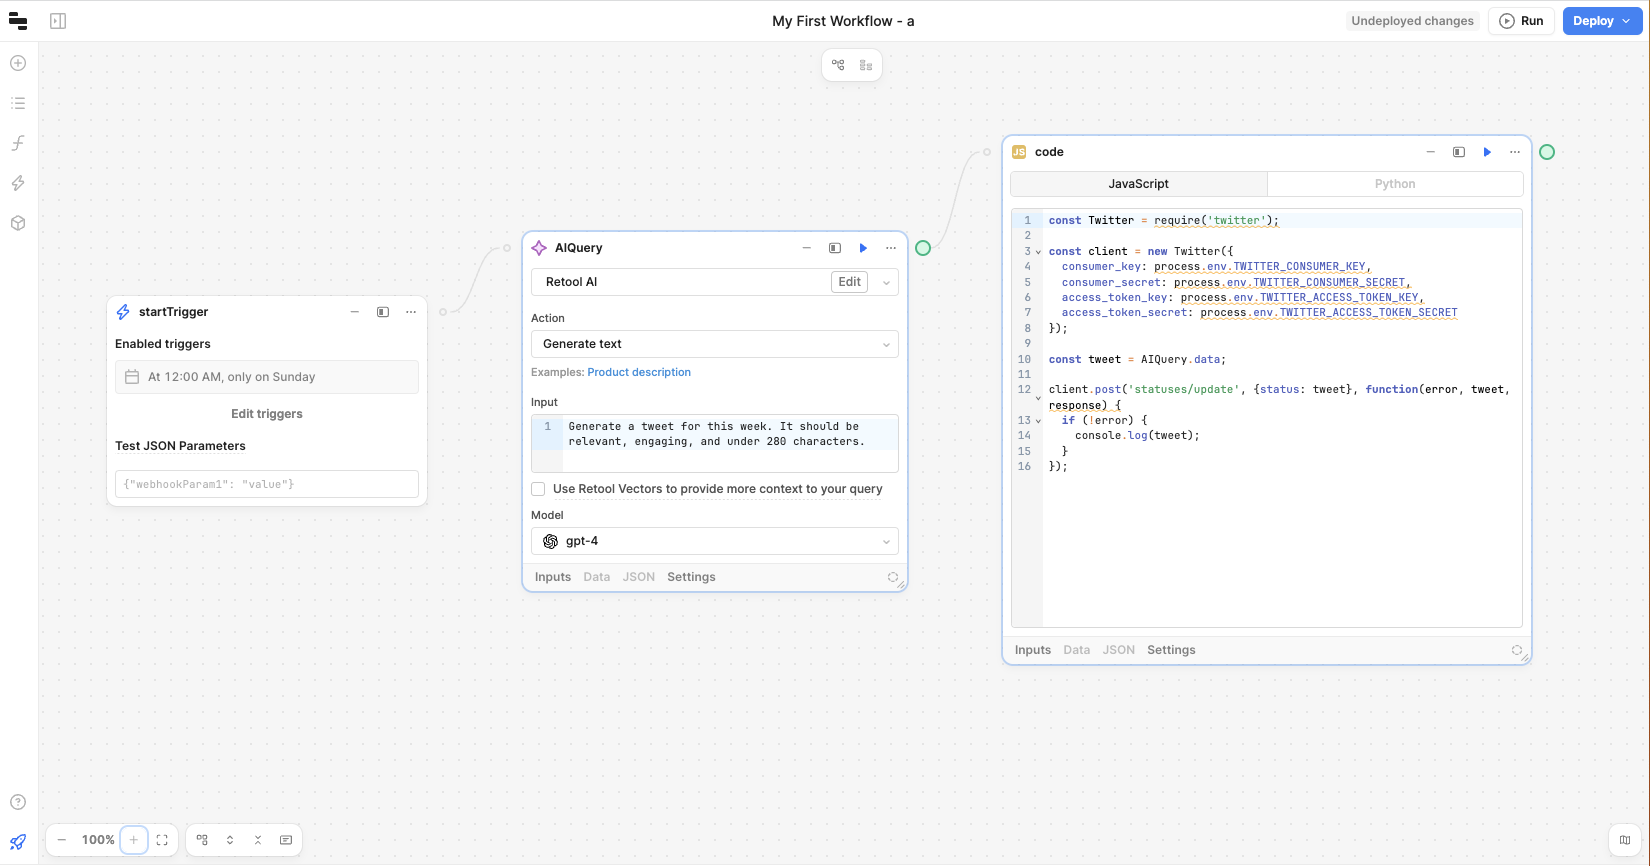 My First Workflow - a
Undeployed changes
Run
Deploy
startTrigger
Enabled triggers
At 12:00 AM, only on Sunday
Edit triggers
Test JSON Parameters
{"webhookParam1": "value"}
AIQuery
Retool AI
Edit
Action
Generate text
Examples: Product description
Input
1 Generate a tweet for this week. It should be
relevant, engaging, and under 280 characters.
Use Retool Vectors to provide more context to your query
Model
gpt-4
Inputs Data JSON Settings
JS code
JavaScript Python
1 const Twitter = require('twitter');
2
3 const client = new Twitter({
4 consumer_key: process.env.TWITTER_CONSUMER_KEY,
5 consumer_secret: process.env.TWITTER_CONSUMER_SECRET,
6 access_token_key: process.env.TWITTER_ACCESS_TOKEN_KEY,
7 access_token_secret: process.env.TWITTER_ACCESS_TOKEN_SECRET
8 });
9
10 const tweet = AIQuery.data;
11
12 client.post('statuses/update', {status: tweet}, function(error, tweet,
response) {
13 if (!error) {
14 console.log(tweet);
15 }
16 });
Inputs Data JSON Settings
100%